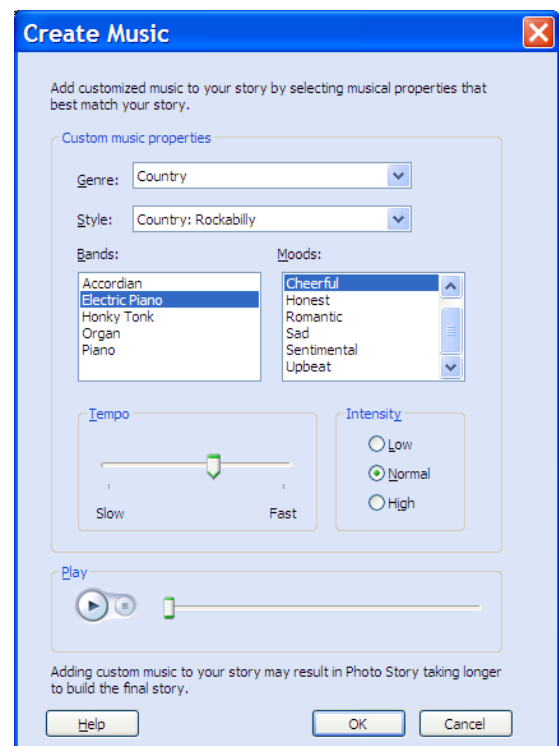 Create Music
Add customized music to your story by selecting musical properties that
best match your story.
Custom music properties
Genre: Country
Style: Country: Rockabilly
Bands:
Moods:
Accordian
Electric Piano
Honky Tonk
Organ
Piano
Cheerful
Honest
Romantic
Sad
Sentimental
Upbeat
Tempo
Slow
Fast
Intensity
Low
Normal
High
Play
Adding custom music to your story may result in Photo Story taking longer
to build the final story.
Help
OK
Cancel